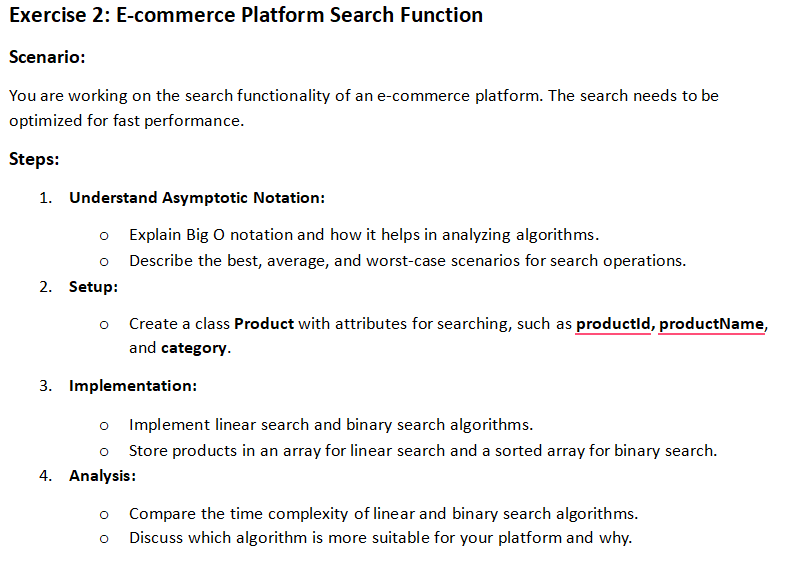 Exercise 2: E-commerce Platform Search Function
Scenario:
You are working on the search functionality of an e-commerce platform. The search needs to be
optimized for fast performance.
Steps:
1. Understand Asymptotic Notation:
o Explain Big O notation and how it helps in analyzing algorithms.
o Describe the best, average, and worst-case scenarios for search operations.
2. Setup:
o Create a class Product with attributes for searching, such as productId, productName,
and category.
3. Implementation:
o Implement linear search and binary search algorithms.
o Store products in an array for linear search and a sorted array for binary search.
4. Analysis:
o Compare the time complexity of linear and binary search algorithms.
o Discuss which algorithm is more suitable for your platform and why.